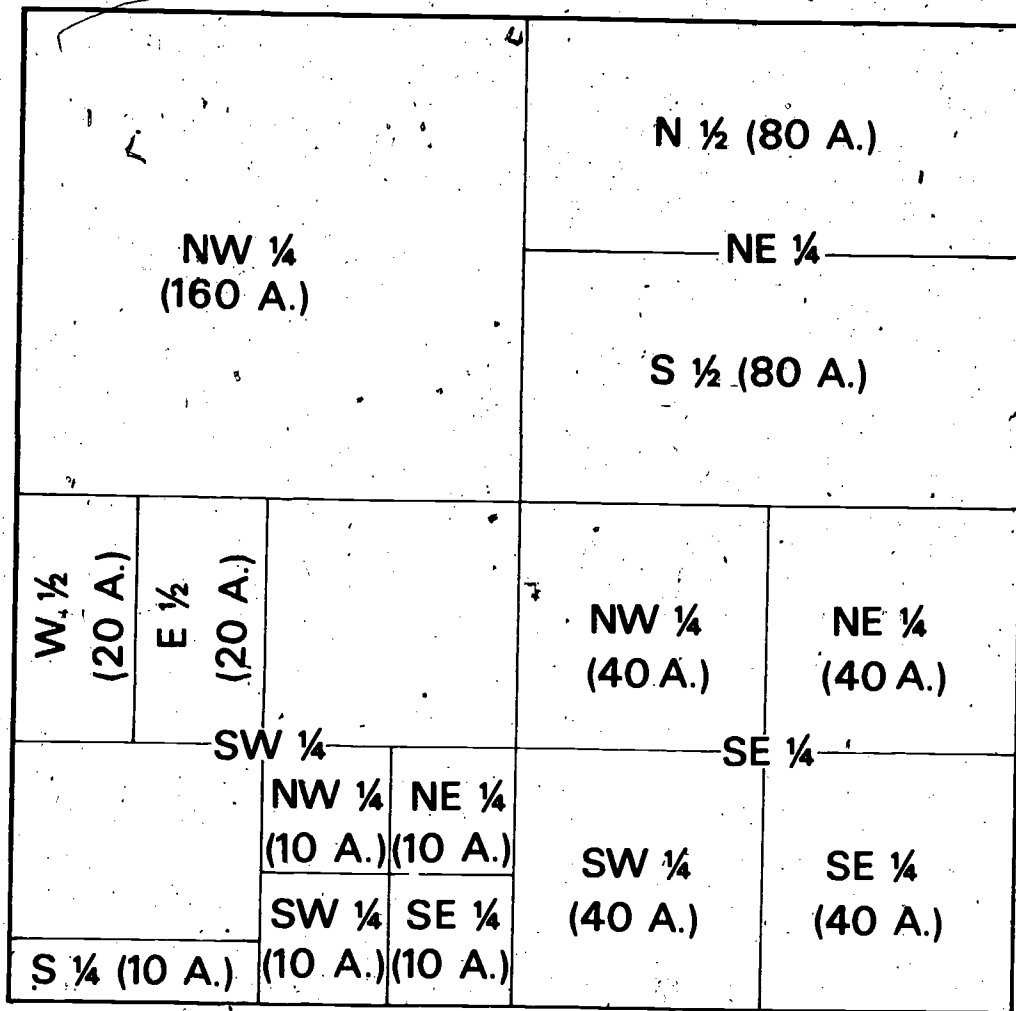 N ½ (80 A.)
NW ¼
(160 A.)
NE ¼
S ½ (80 A.)
W ½
(20 A.)
E ½
(20 A.)
NW ¼
(40 A.)
NE ¼
(40 A.)
SW ¼
SE ¼
NW ¼
(10 A.)
NE ¼
(10 A.)
SW ¼
(40 A.)
SE ¼
(40 A.)
SW ¼
(10 A.)
SE ¼
(10 A.)
S ¼ (10 A.)